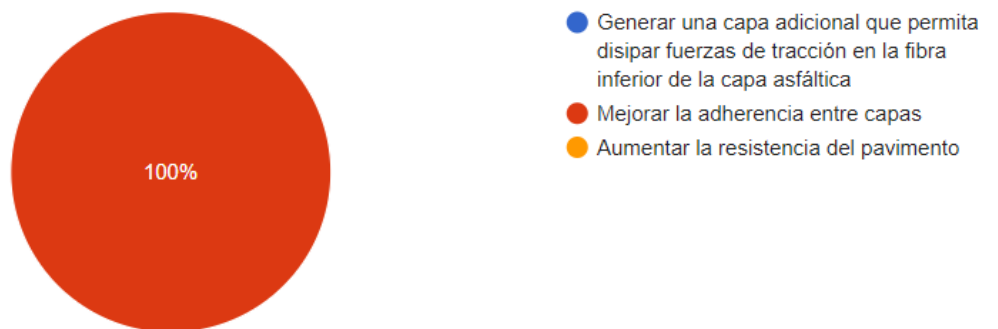 Generar una capa adicional que permita
disipar fuerzas de tracción en la fibra
inferior de la capa asfáltica
Mejorar la adherencia entre capas
Aumentar la resistencia del pavimento
100%